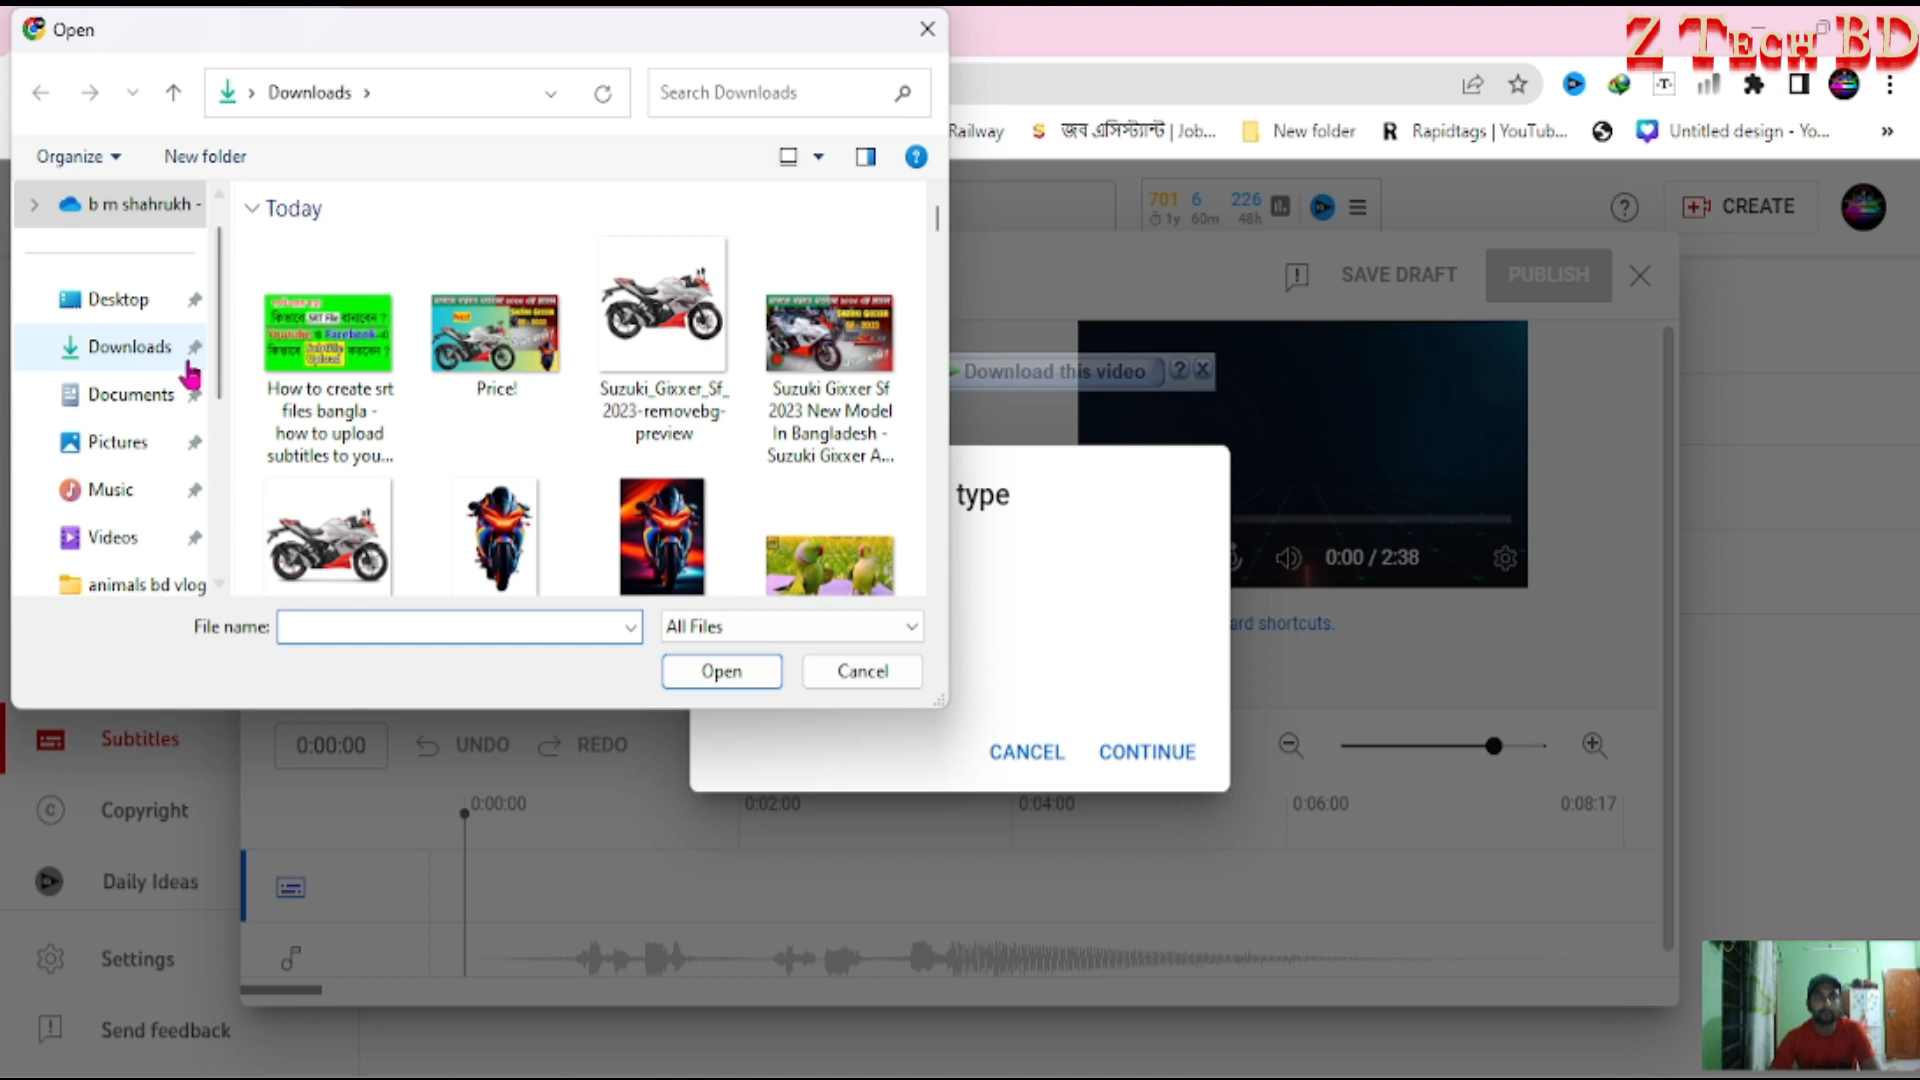 Open
Z Tech BD
Downloads
Search Downloads
Railway
জব এসিস্ট্যান্ট | Job...
New folder
R Rapidtags | YouTub...
Untitled design - Yo...
»
Organize
New folder
b m shahrukh -
Today
701 6 226
1y 60m 48h
CREATE
SAVE DRAFT
PUBLISH
Desktop
Downloads
Documents
Pictures
Music
Videos
animals bd vlog
How to create srt
files bangla -
how to upload
subtitles to you...
Price!
Suzuki_Gixxer_Sf_
2023-removebg-
preview
Suzuki Gixxer Sf
2023 New Model
In Bangladesh -
Suzuki Gixxer A...
Download this video
type
0:00 / 2:38
ard shortcuts.
File name:
All Files
Open
Cancel
Subtitles
0:00:00
UNDO
REDO
CANCEL
CONTINUE
0:00:00
0:02:00
0:04:00
0:06:00
0:08:17
Copyright
Daily Ideas
Settings
Send feedback